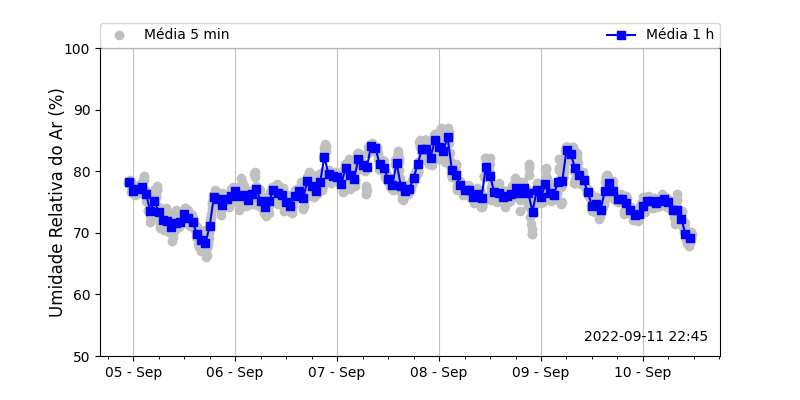 Média 5 min
Média 1 h
Umidade Relativa do Ar (%)
100
90
80
70
60
50
2022-09-11 22:45
05 - Sep
06 - Sep
07 - Sep
08 - Sep
09 - Sep
10 - Sep